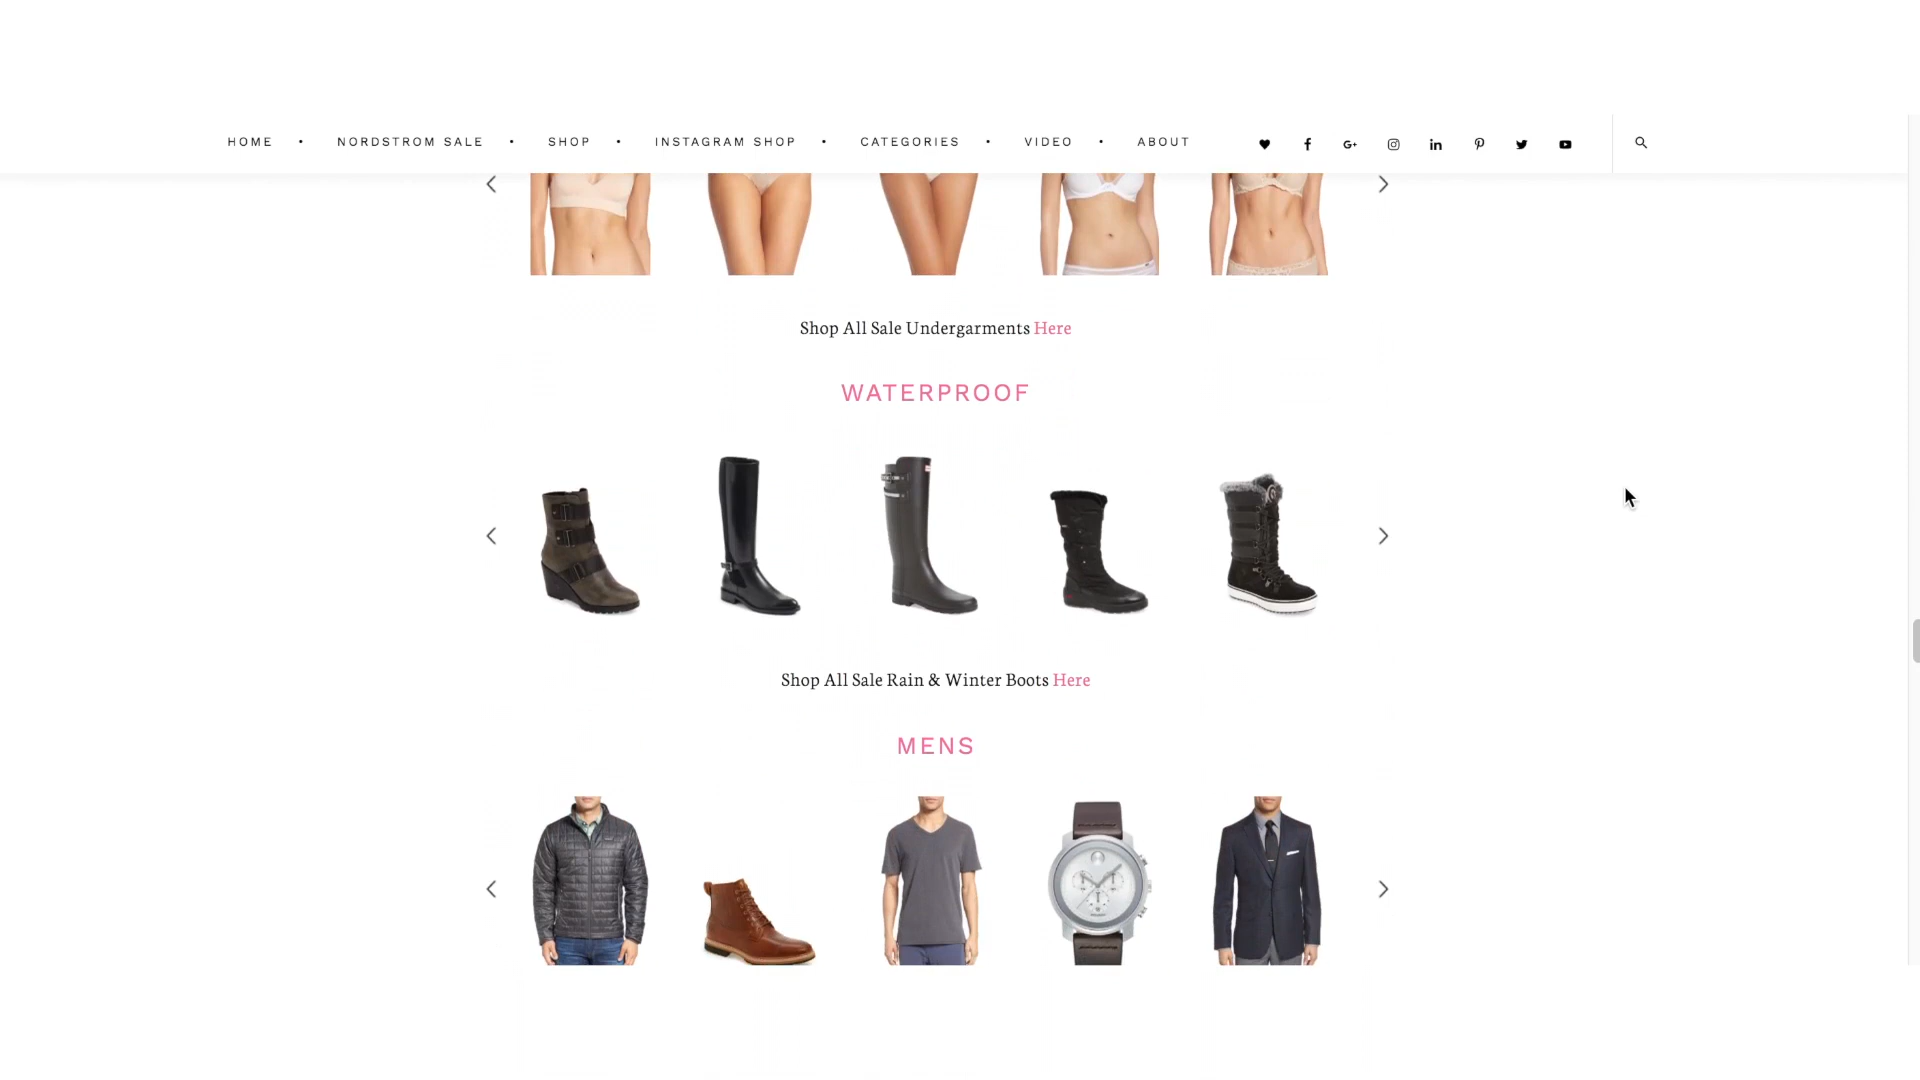 HOME • NORDSTROM SALE • SHOP • INSTAGRAM SHOP • CATEGORIES • VIDEO • ABOUT
Shop All Sale Undergarments Here
WATERPROOF
Shop All Sale Rain & Winter Boots Here
MENS